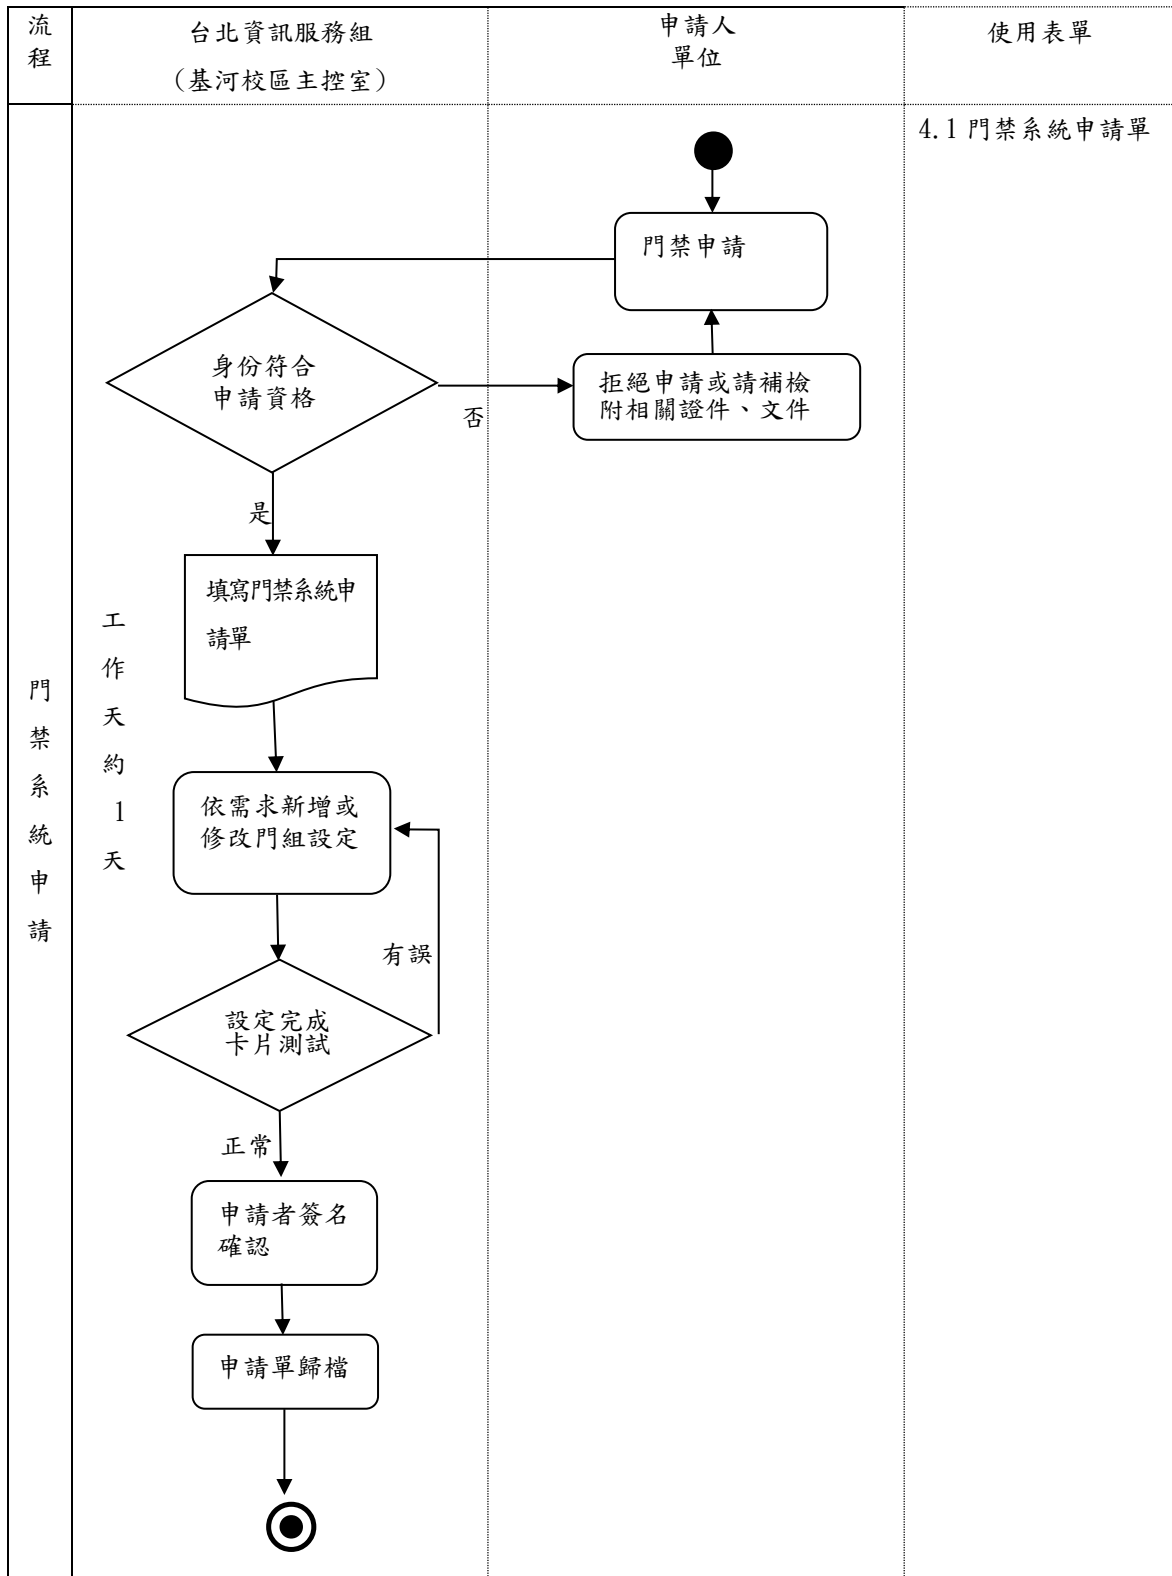 流
程
台北資訊服務組
(基河校區主控室)
申請人
單位
使用表單
4.1 門禁系統申請單
門禁申請
身份符合
申請資格
否
拒絕申請或請補檢
附相關證件、文件
是
填寫門禁系統申
請單
工
作
天
約
1
天
門
禁
系
統
申
請
依需求新增或
修改門組設定
有誤
設定完成
卡片測試
正常
申請者簽名
確認
申請單歸檔